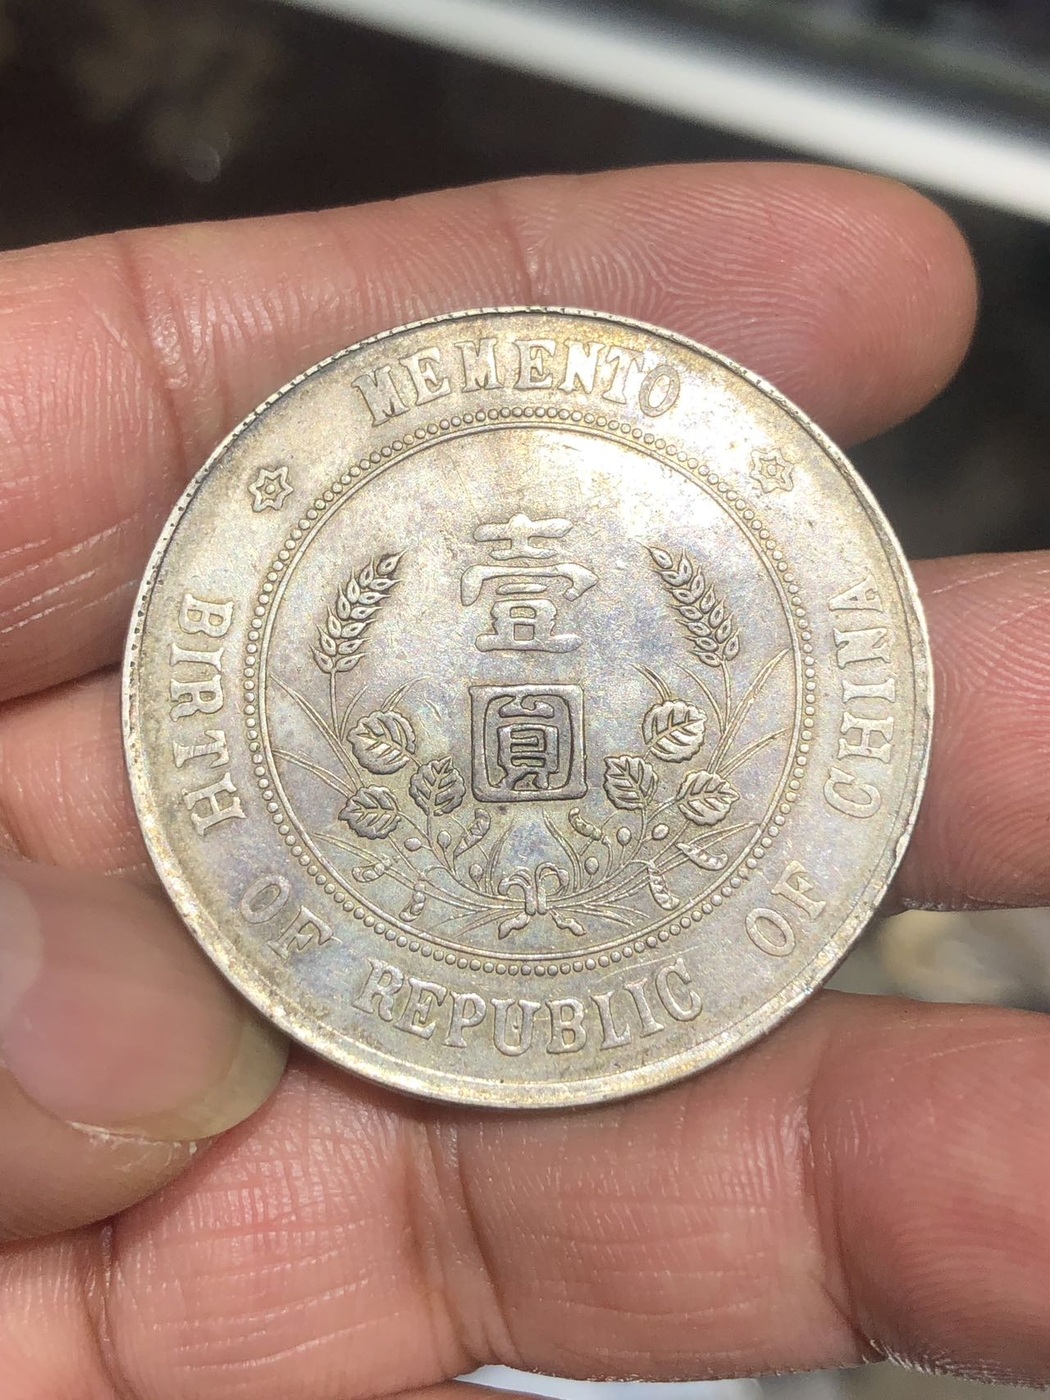 MEMENTO
壹
圓
BIRTH OF REPUBLIC OF CHINA